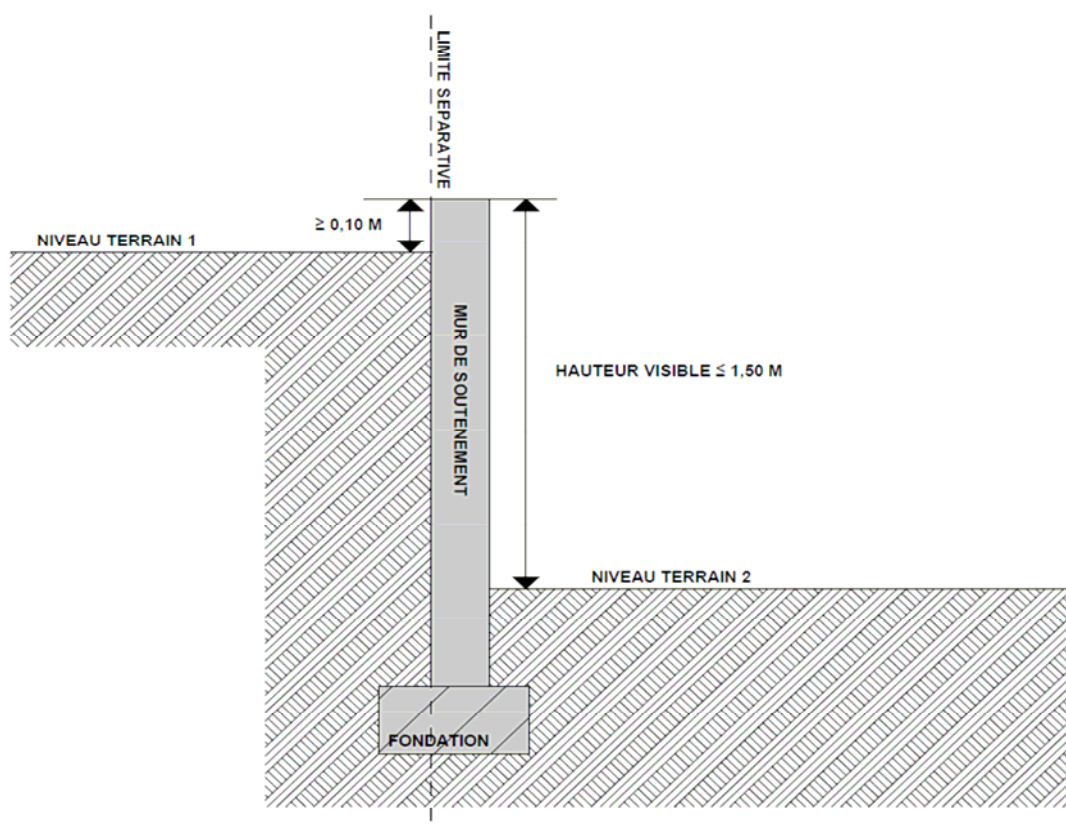 LIMITE SEPARATIVE
≥ 0,10 M
NIVEAU TERRAIN 1
MUR DE SOUTENEMENT
HAUTEUR VISIBLE ≤ 1,50 M
NIVEAU TERRAIN 2
FONDATION